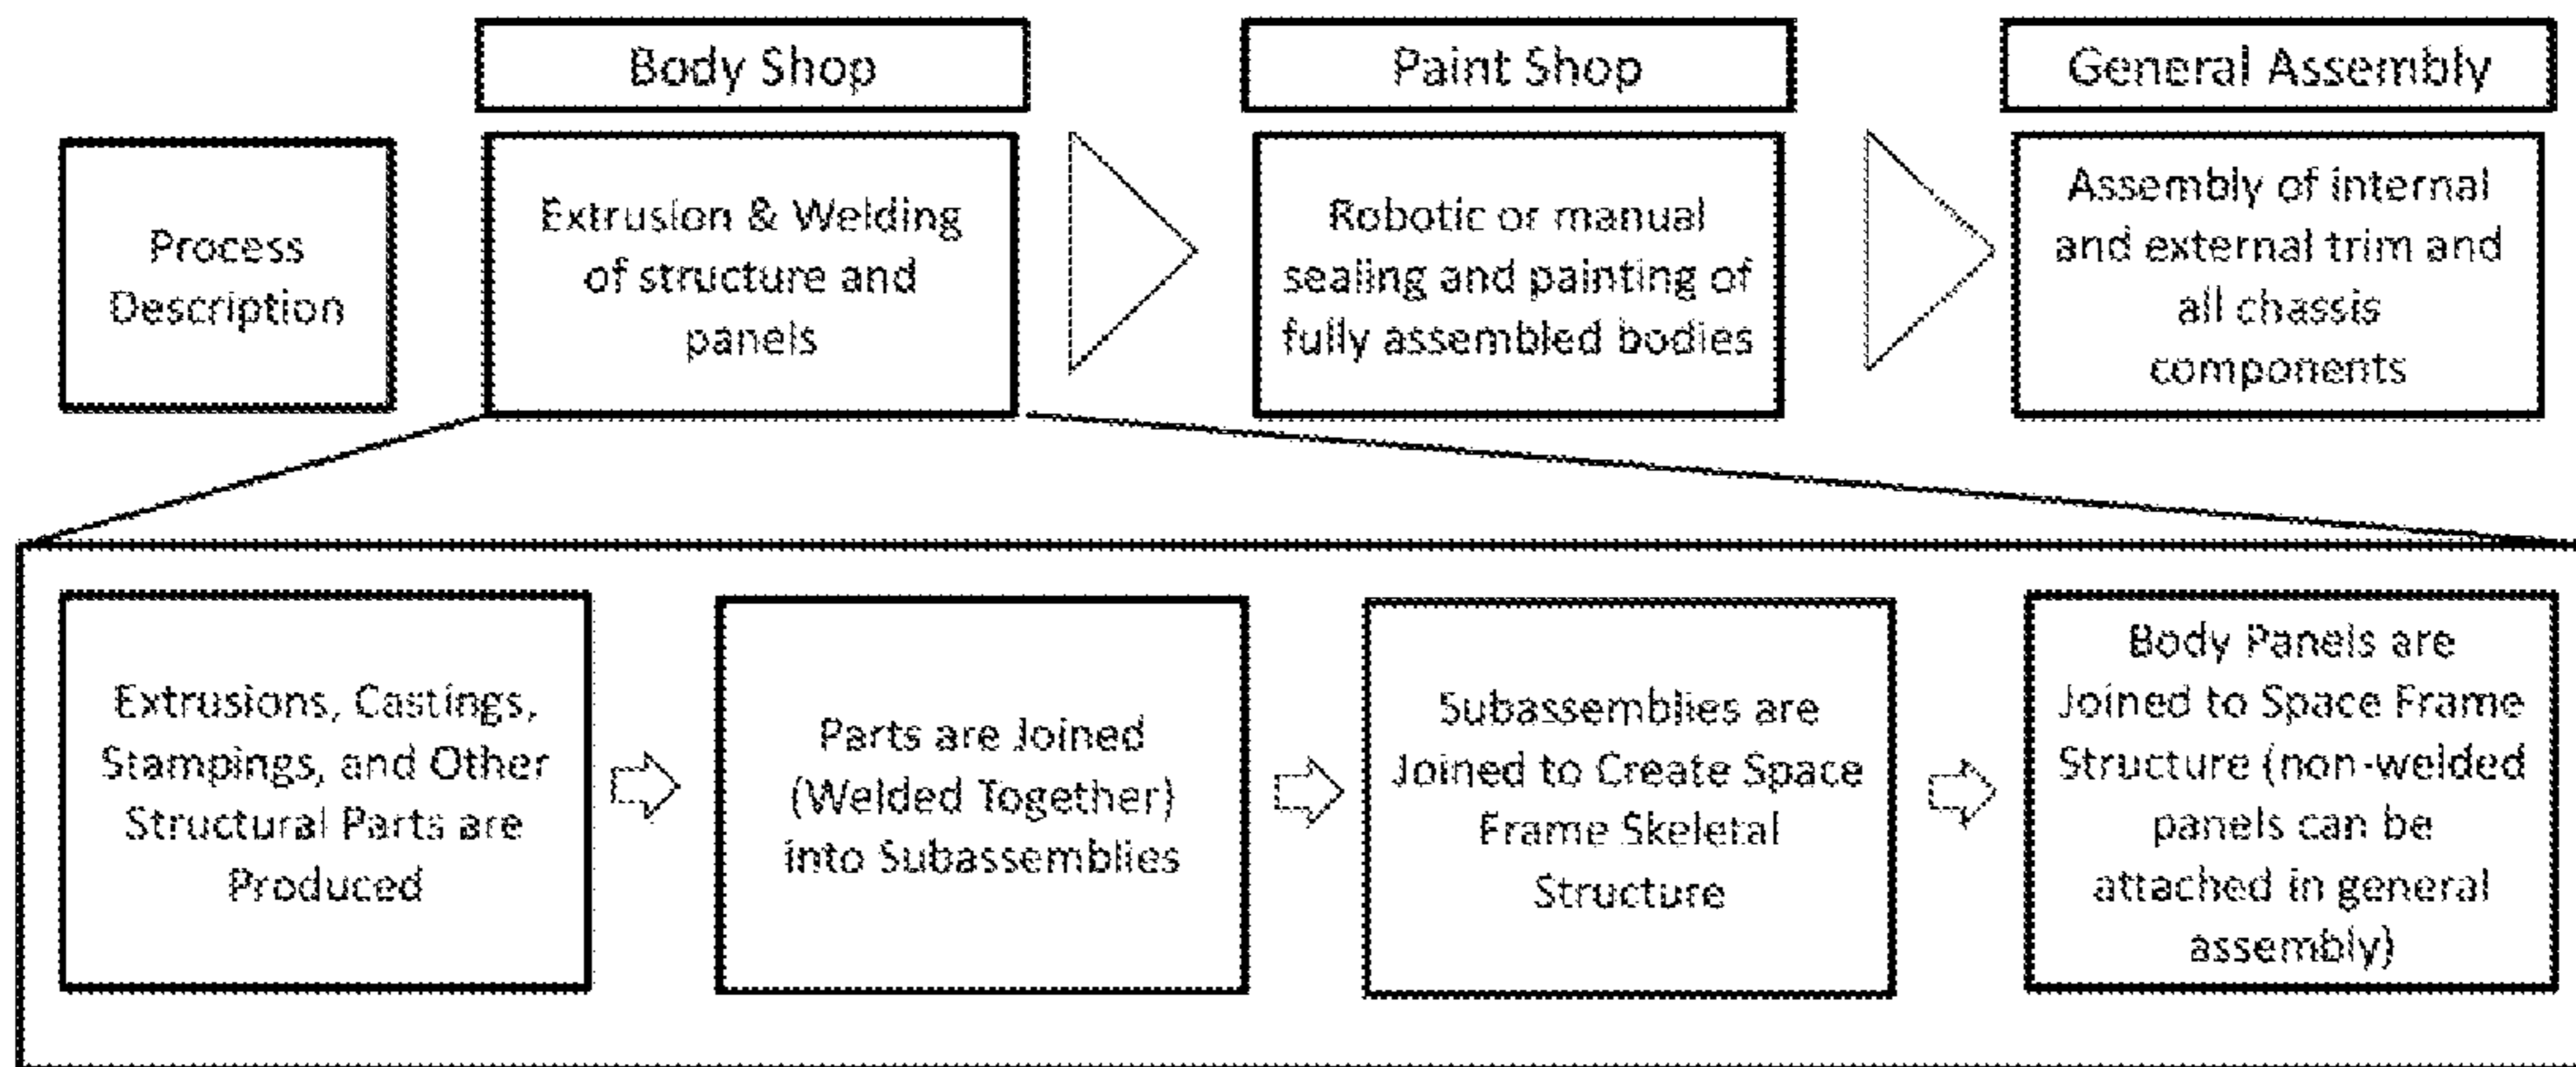 Body Shop
Paint Shop
General Assembly
Process
Description
Extrusion & Welding
of structure and
panels
Robotic or manual
sealing and painting of
fully assembled bodies
Assembly of internal
and external trim and
all chassis
components
Extrusions, Castings,
Stampings, and Other
Structural Parts are
Produced
Parts are Joined
(Welded Together)
into Subassemblies
Subassemblies are
Joined to Create Space
Frame Skeletal
Structure
Body Panels are
Joined to Space Frame
Structure (non-welded
panels can be
attached in general
assembly)